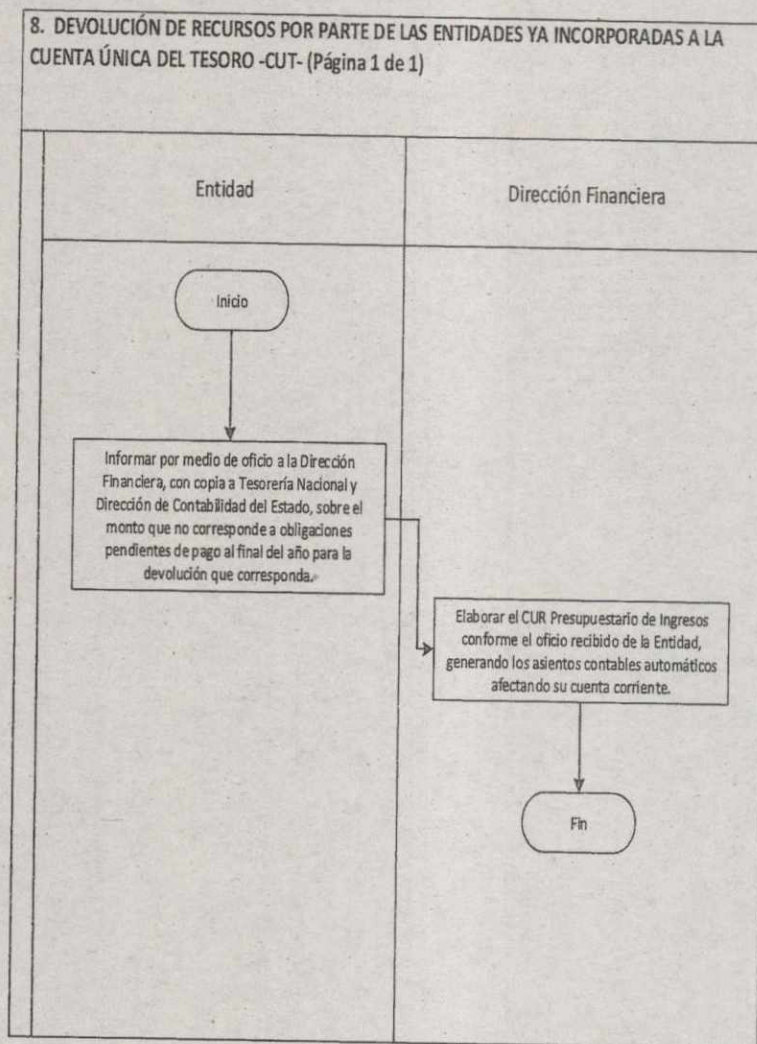 8. DEVOLUCIÓN DE RECURSOS POR PARTE DE LAS ENTIDADES YA INCORPORADAS A LA
CUENTA ÚNICA DEL TESORO -CUT- (Página 1 de 1)
Entidad
Dirección Financiera
Inicio
Informar por medio de oficio a la Dirección
Financiera, con copia a Tesorería Nacional y
Dirección de Contabilidad del Estado, sobre el
monto que no corresponde a obligaciones
pendientes de pago al final del año para la
devolución que corresponda.
Elaborar el CUR Presupuestario de Ingresos
conforme el oficio recibido de la Entidad,
generando los asientos contables automáticos
afectando su cuenta corriente.
Fin